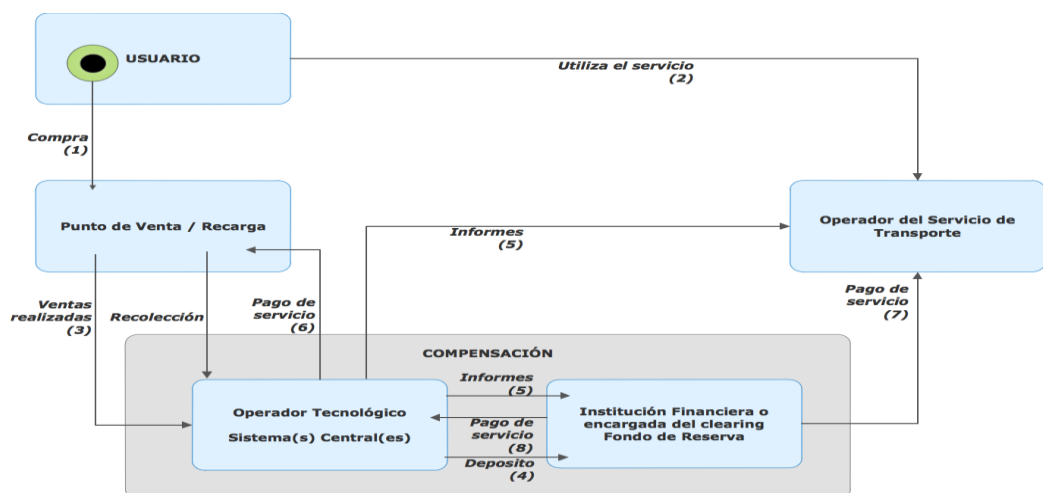 USUARIO
Utiliza el servicio
(2)
Compra
(1)
Punto de Venta / Recarga
Operador del Servicio de
Transporte
Informes
(5)
Ventas
realizadas
(3)
Recolección
Pago de
servicio
(6)
Pago de
servicio
(7)
COMPENSACIÓN
Operador Tecnológico
Sistema(s) Central(es)
Informes
(5)
Pago de
servicio
(8)
Deposito
(4)
Institución Financiera o
encargada del clearing
Fondo de Reserva